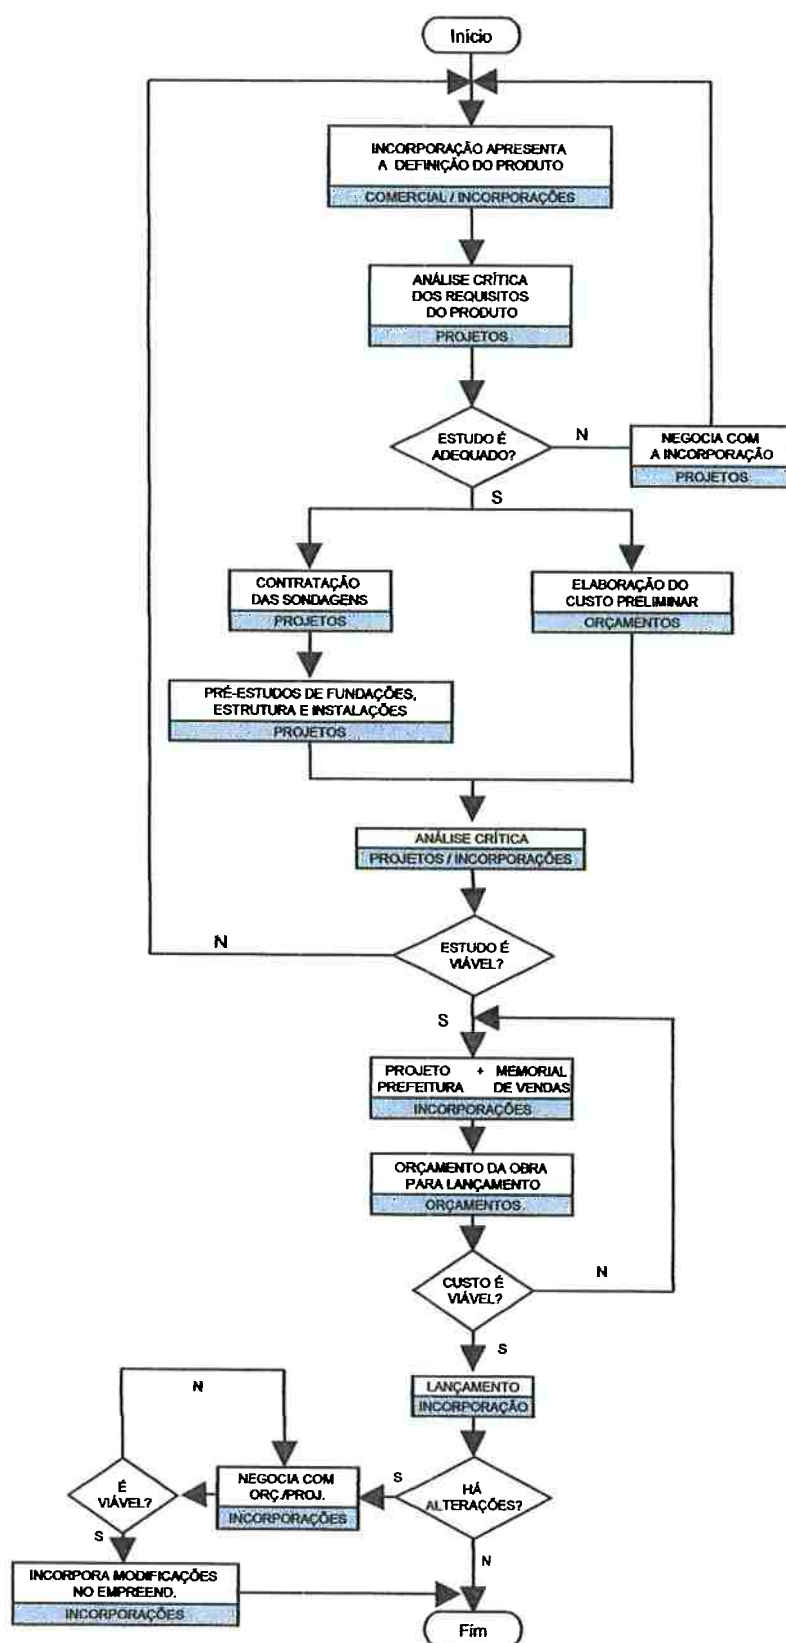 Início
INCORPORAÇÃO APRESENTA
A DEFINIÇÃO DO PRODUTO
COMERCIAL / INCORPORAÇÕES
ANÁLISE CRÍTICA
DOS REQUISITOS
DO PRODUTO
PROJETOS
ESTUDO É
ADEQUADO?
N
NEGOCIA COM
A INCORPORAÇÃO
PROJETOS
S
CONTRATAÇÃO
DAS SONDAGENS
PROJETOS
ELABORAÇÃO DO
CUSTO PRELIMINAR
ORÇAMENTOS
PRÉ-ESTUDOS DE FUNDAÇÕES,
ESTRUTURA E INSTALAÇÕES
PROJETOS
ANÁLISE CRÍTICA
PROJETOS / INCORPORAÇÕES
N
ESTUDO É
VIÁVEL?
S
PROJETO + MEMORIAL
PREFEITURA DE VENDAS
INCORPORAÇÕES
ORÇAMENTO DA OBRA
PARA LANÇAMENTO
ORÇAMENTOS
CUSTO É
VIÁVEL?
N
S
LANÇAMENTO
INCORPORAÇÃO
N
É
VIÁVEL?
NEGOCIA COM
ORÇ./PROJ.
INCORPORAÇÕES
S
HÁ
ALTERAÇÕES?
S
N
INCORPORA MODIFICAÇÕES
NO EMPREEND.
INCORPORAÇÕES
Fim